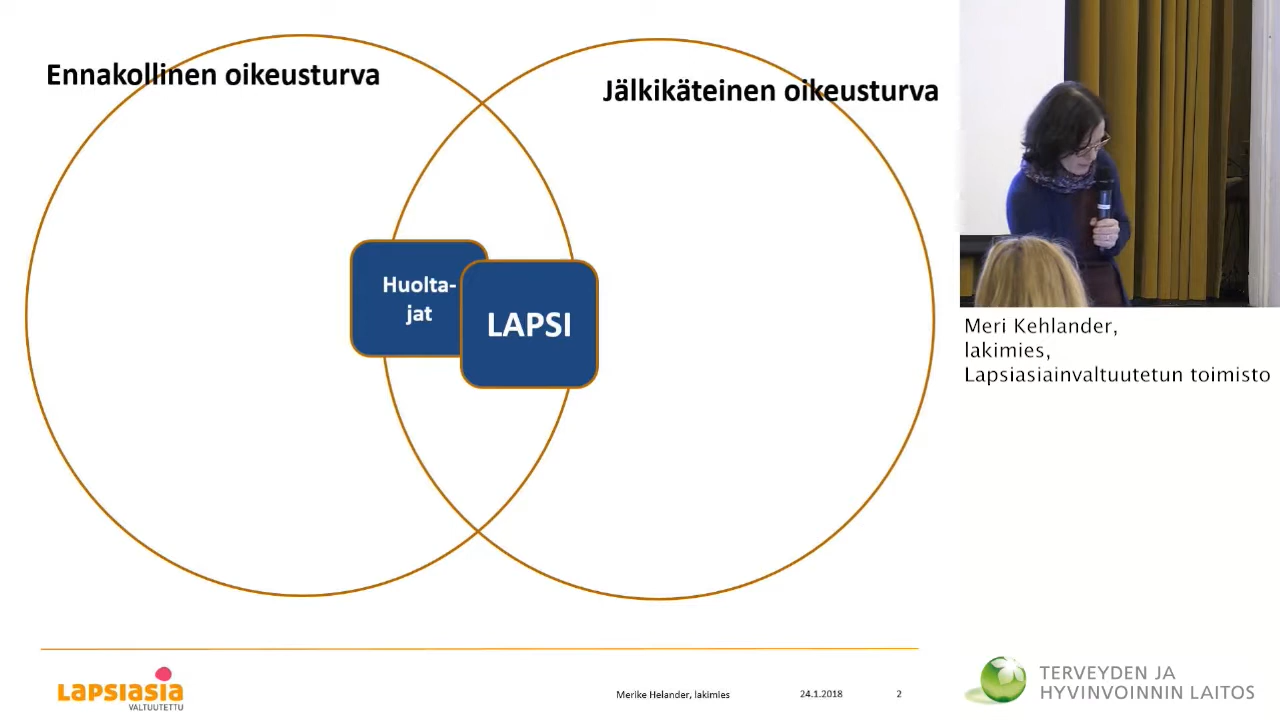 Ennakollinen oikeusturva
Jälkikäteinen oikeusturva
Huolta-
jat
LAPSI
Meri Kehlander,
lakimies,
Lapsiasiainvaltuutetun toimisto
LAPSIASIA
VALTUUTETTU
Merike Helander, lakimies
24.1.2018
2
TERVEYDEN JA
HYVINVOINNIN LAITOS